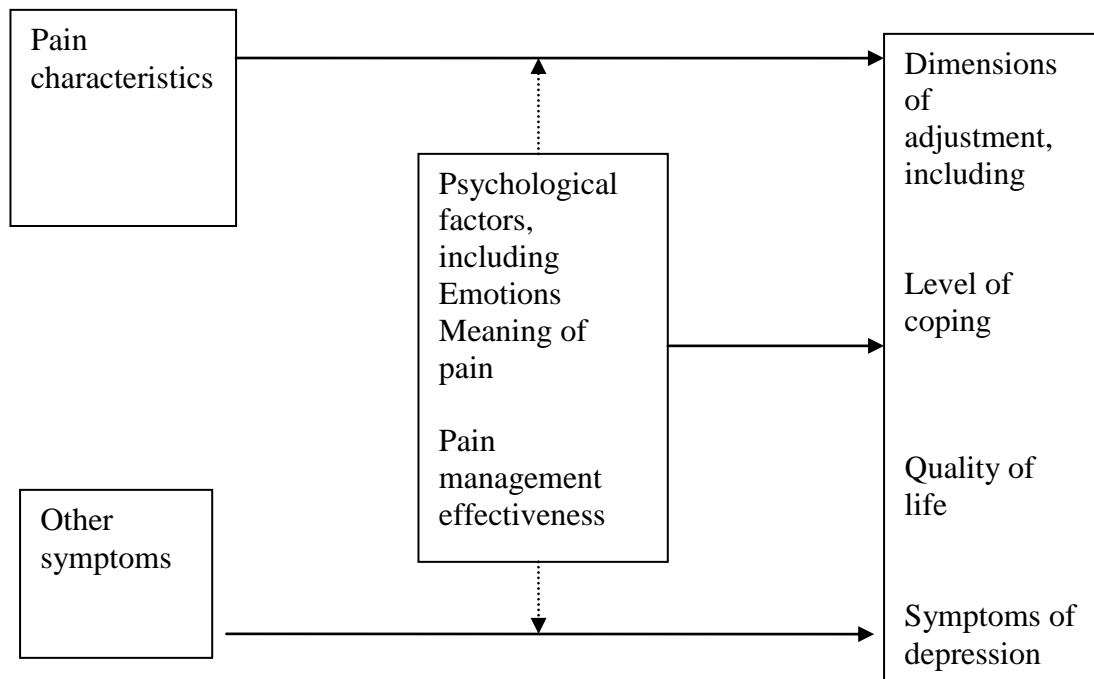 Pain
characteristics
Dimensions
of
adjustment,
including
Level of
coping
Quality of
life
Symptoms of
depression
Psychological
factors,
including
Emotions
Meaning of
pain
Pain
management
effectiveness
Other
symptoms